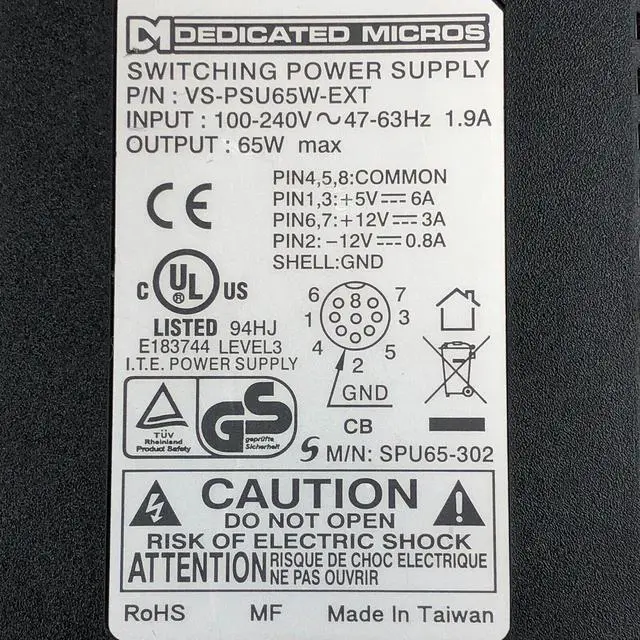 DM DEDICATED MICROS
SWITCHING POWER SUPPLY
P/N : VS-PSU65W-EXT
INPUT : 100-240V ~ 47-63Hz 1.9A
OUTPUT : 65W max
PIN4,5,8:COMMON
PIN1,3:+5V⎓6A
PIN6,7:+12V⎓3A
PIN2:-12V⎓0.8A
SHELL:GND
CE
C UL ® US
LISTED 94HJ
E183744 LEVEL3
I.T.E. POWER SUPPLY
6 8 7
1 3
4 2 5
GND
TÜV
Rheinland
Product Safety
GS
geprüfte
Sicherheit
CB
S M/N: SPU65-302
CAUTION
DO NOT OPEN
RISK OF ELECTRIC SHOCK
ATTENTION RISQUE DE CHOC ELECTRIQUE
NE PAS OUVRIR
RoHS MF Made In Taiwan